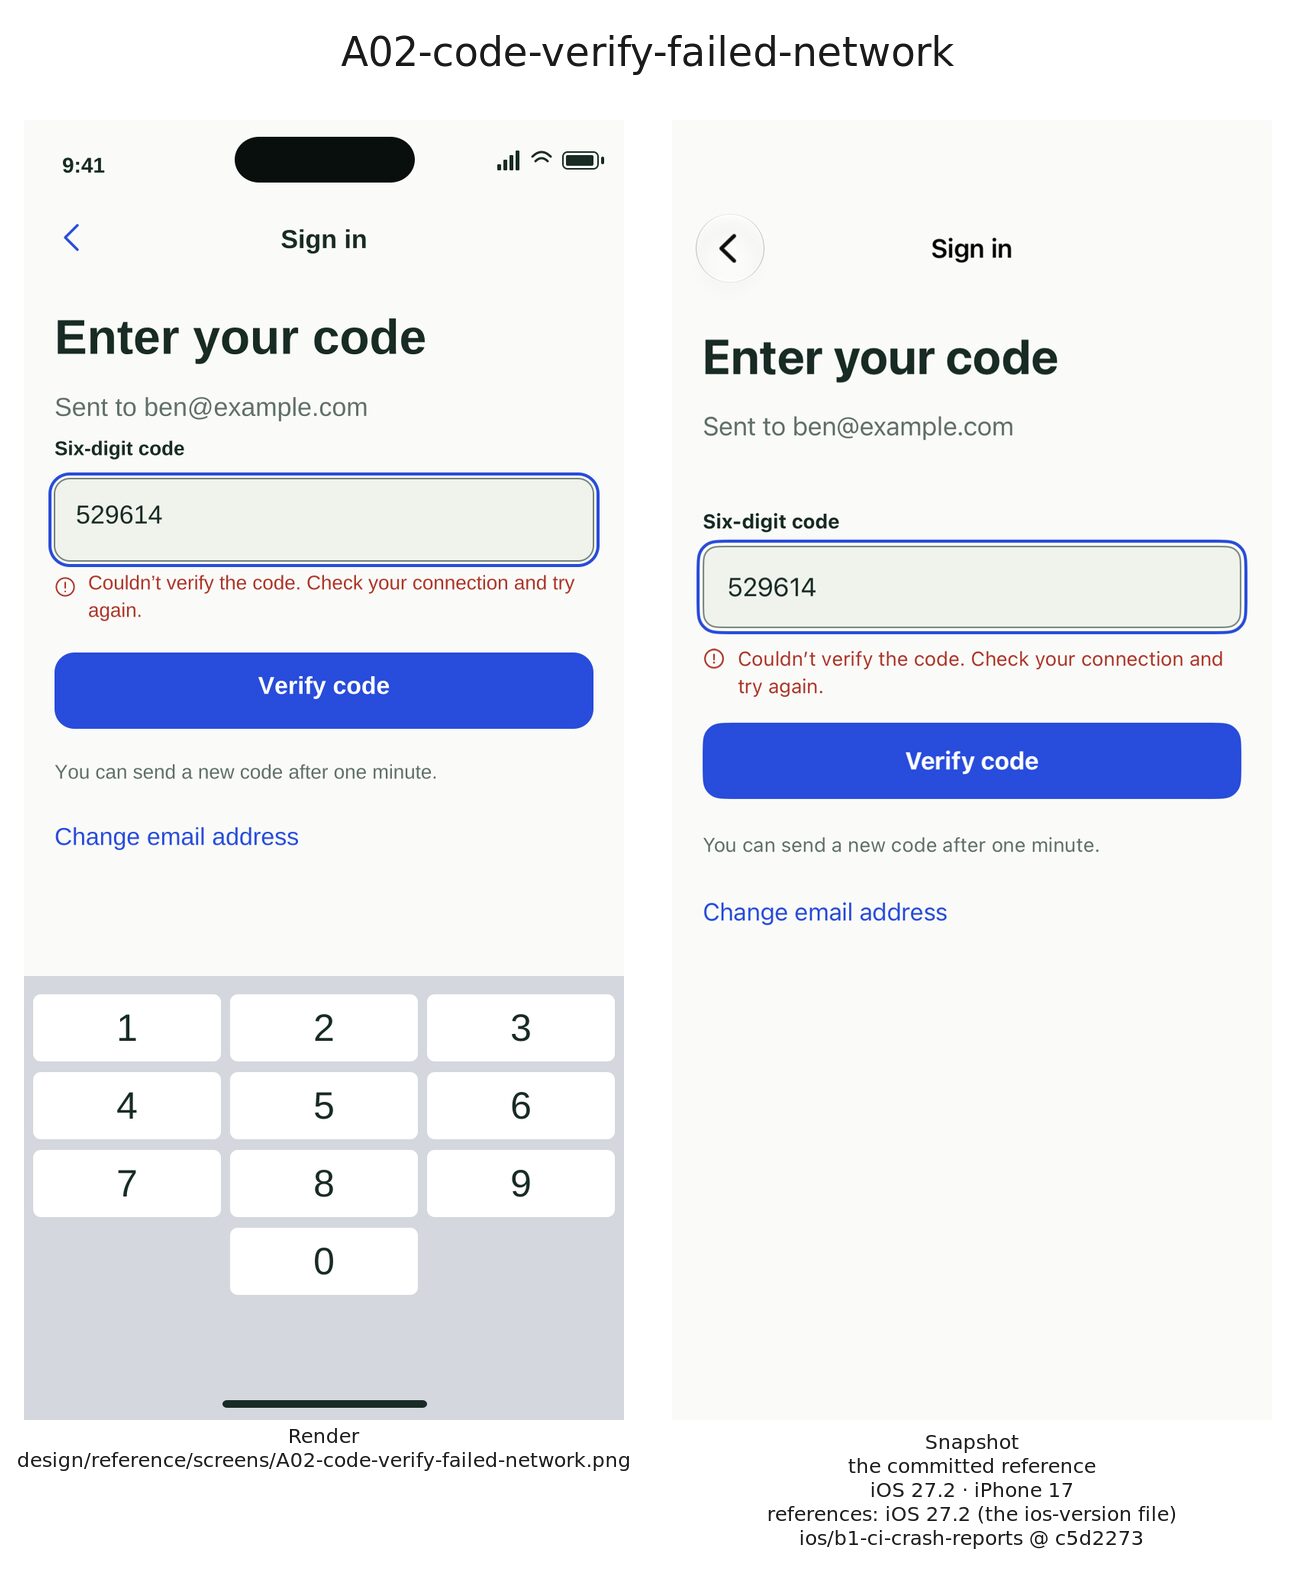 A02-code-verify-failed-network
9:41
Sign in
Enter your code
Sent to ben@example.com
Six-digit code
529614
Couldn’t verify the code. Check your connection and try
again.
Verify code
You can send a new code after one minute.
Change email address
1 2 3
4 5 6
7 8 9
0
Render
design/reference/screens/A02-code-verify-failed-network.png
Sign in
Enter your code
Sent to ben@example.com
Six-digit code
529614
Couldn’t verify the code. Check your connection and
try again.
Verify code
You can send a new code after one minute.
Change email address
Snapshot
the committed reference
iOS 27.2 · iPhone 17
references: iOS 27.2 (the ios-version file)
ios/b1-ci-crash-reports @ c5d2273